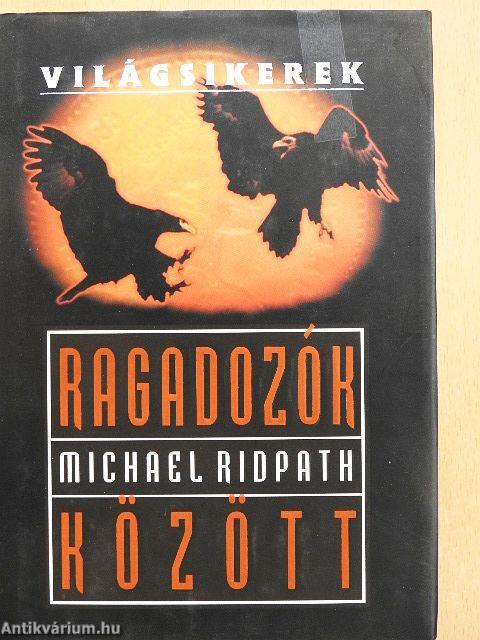 VILÁGSIKEREK
RAGADOZÓK
MICHAEL RIDPATH
KÖZÖTT
Antikvárium.hu